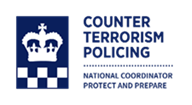 COUNTER
TERRORISM
POLICING
NATIONAL COORDINATOR
PROTECT AND PREPARE